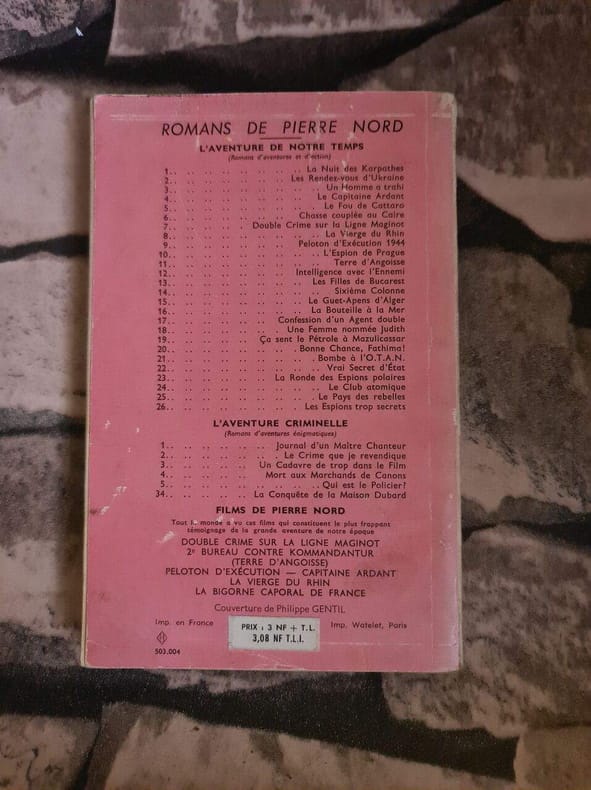 ROMANS DE PIERRE NORD
L'AVENTURE DE NOTRE TEMPS
(Romans d'aventures et d'action)
1.. .. .. .. .. .. .. .. La Nuit des Karpathes
2.. .. .. .. .. .. .. Les Rendez-vous d'Ukraine
3.. .. .. .. .. .. .. .. .. Un Homme a trahi
4.. .. .. .. .. .. .. .. Le Capitaine Ardant
5.. .. .. .. .. .. .. .. .. Le Fou de Cattaro
6.. .. .. .. .. .. .. .. Chasse couplée au Caire
7.. .. .. .. .. Double Crime sur la Ligne Maginot
8.. .. .. .. .. .. .. .. .. La Vierge du Rhin
9.. .. .. .. .. .. .. Peloton d'Exécution 1944
10.. .. .. .. .. .. .. .. .. L'Espion de Prague
11.. .. .. .. .. .. .. .. .. Terre d'Angoisse
12.. .. .. .. .. .. .. Intelligence avec l'Ennemi
13.. .. .. .. .. .. .. .. Les Filles de Bucarest
14.. .. .. .. .. .. .. .. .. Sixième Colonne
15.. .. .. .. .. .. .. .. Le Guet-Apens d'Alger
16.. .. .. .. .. .. .. .. La Bouteille à la Mer
17.. .. .. .. .. .. Confession d'un Agent double
18.. .. .. .. .. .. .. Une Femme nommée Judith
19.. .. .. .. .. Ça sent le Pétrole à Mazulicassar
20.. .. .. .. .. .. .. .. Bonne Chance, Fathima!
21.. .. .. .. .. .. .. .. .. Bombe à l'O.T.A.N.
22.. .. .. .. .. .. .. .. .. Vrai Secret d'État
23.. .. .. .. .. .. La Ronde des Espions polaires
24.. .. .. .. .. .. .. .. .. Le Club atomique
25.. .. .. .. .. .. .. .. Le Pays des rebelles
26.. .. .. .. .. .. .. .. Les Espions trop secrets
L'AVENTURE CRIMINELLE
(Romans d'aventures énigmatiques)
1.. .. .. .. .. .. Journal d'un Maître Chanteur
2.. .. .. .. .. .. .. Le Crime que je revendique
3.. .. .. .. .. Un Cadavre de trop dans le Film
4.. .. .. .. .. Mort aux Marchands de Canons
5.. .. .. .. .. .. .. .. .. Qui est le Policier?
34.. .. .. .. .. La Conquête de la Maison Dubard
FILMS DE PIERRE NORD
Tout le monde a vu ces films qui constituent le plus frappant
témoignage de la grande aventure de notre époque
DOUBLE CRIME SUR LA LIGNE MAGINOT
2e BUREAU CONTRE KOMMANDANTUR
(TERRE D'ANGOISSE)
PELOTON D'EXÉCUTION — CAPITAINE ARDANT
LA VIERGE DU RHIN
LA BIGORNE CAPORAL DE FRANCE
Couverture de Philippe GENTIL
Imp. en France
PRIX : 3 NF + T.L.
3,08 NF T.L.I.
Imp. Watelet, Paris
503.004